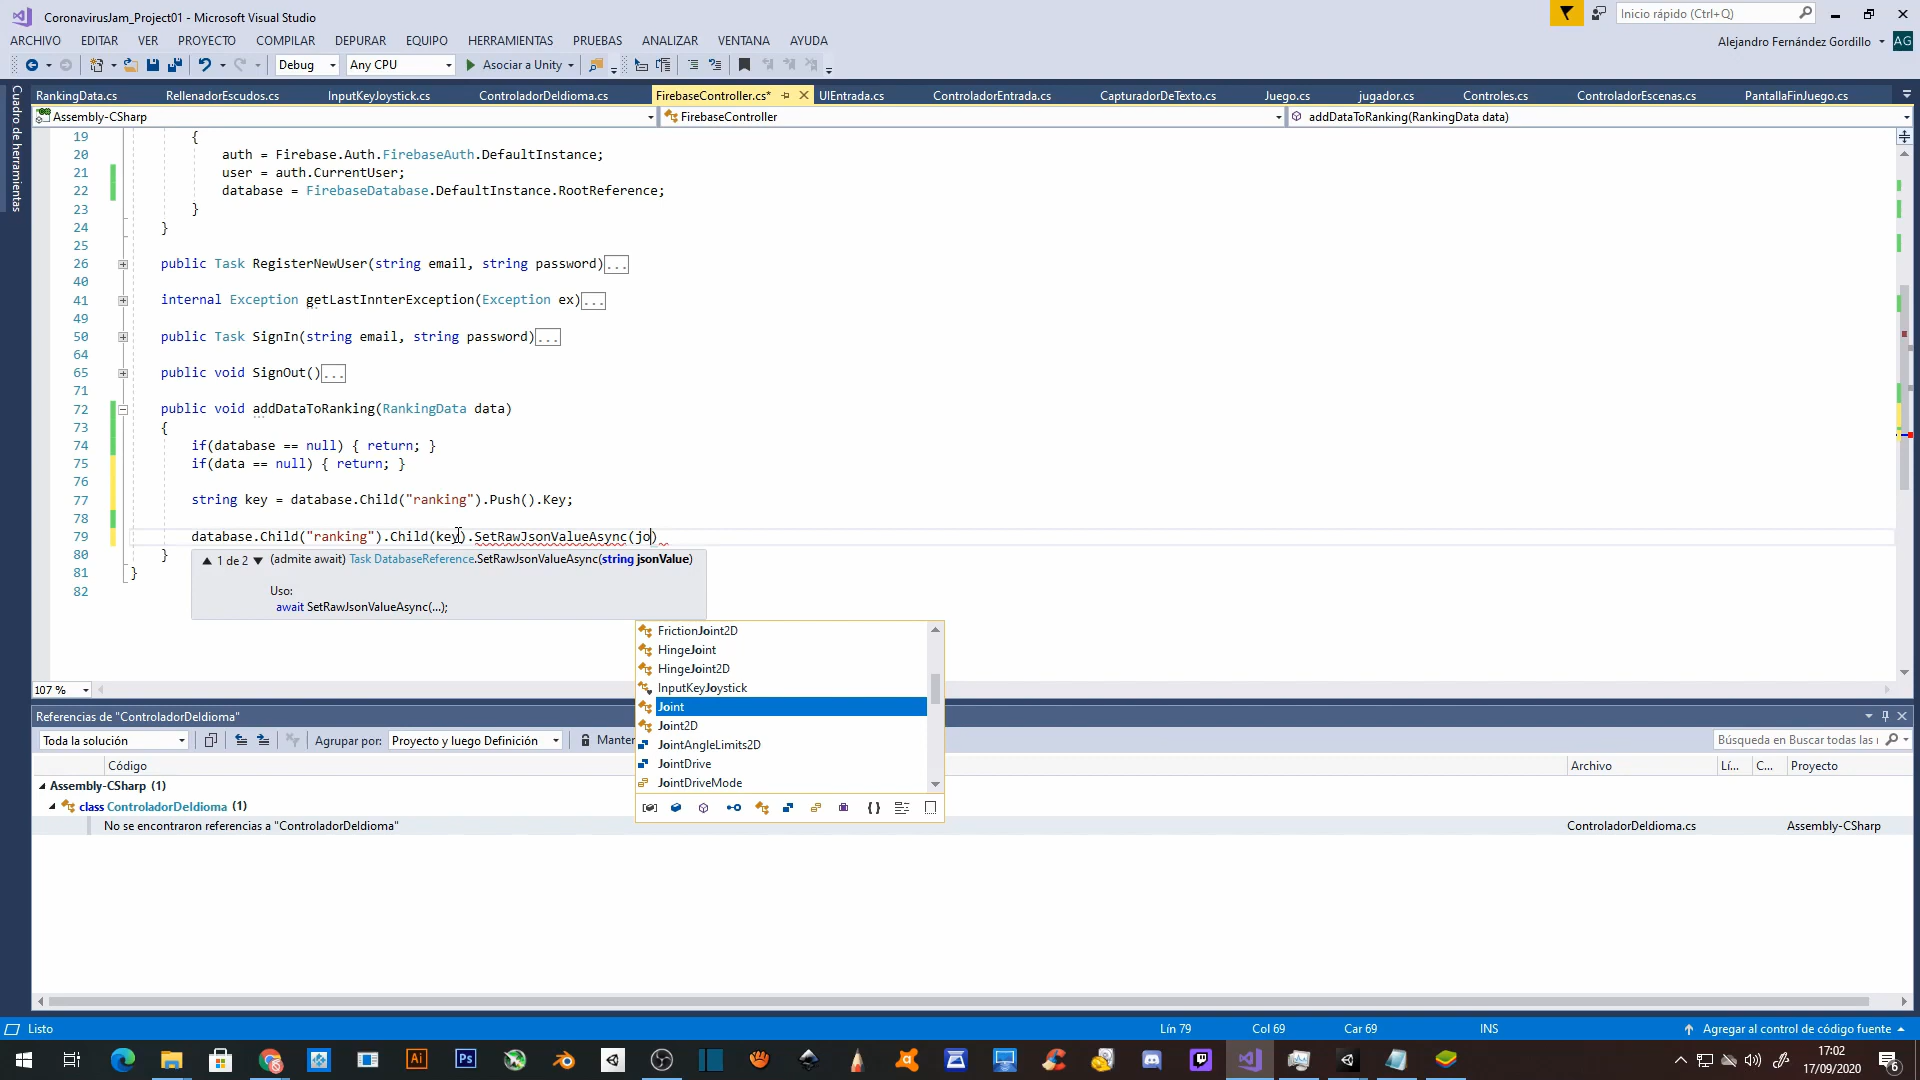 CoronavirusJam_Project01 - Microsoft Visual Studio
Inicio rápido (Ctrl+Q)
ARCHIVO EDITAR VER PROYECTO COMPILAR DEPURAR EQUIPO HERRAMIENTAS PRUEBAS ANALIZAR VENTANA AYUDA
Alejandro Fernández Gordillo AG
Debug Any CPU Asociar a Unity
Cuadro de herramientas
RankingData.cs RellenadorEscudos.cs InputKeyJoystick.cs ControladorDeIdioma.cs FirebaseController.cs* UIEntrada.cs ControladorEntrada.cs CapturadorDeTexto.cs Juego.cs jugador.cs Controles.cs ControladorEscenas.cs PantallaFinJuego.cs
Assembly-CSharp FirebaseController addDataToRanking(RankingData data)
19 {
20 auth = Firebase.Auth.FirebaseAuth.DefaultInstance;
21 user = auth.CurrentUser;
22 database = FirebaseDatabase.DefaultInstance.RootReference;
23 }
24 }
25
26 public Task RegisterNewUser(string email, string password)...
40
41 internal Exception getLastInnterException(Exception ex)...
49
50 public Task SignIn(string email, string password)...
64
65 public void SignOut()...
71
72 public void addDataToRanking(RankingData data)
73 {
74 if(database == null) { return; }
75 if(data == null) { return; }
76
77 string key = database.Child("ranking").Push().Key;
78
79 database.Child("ranking").Child(key).SetRawJsonValueAsync(jo)
80 }
81 }
82
1 de 2 (admite await) Task DatabaseReference.SetRawJsonValueAsync(string jsonValue)
Uso:
await SetRawJsonValueAsync(...);
FrictionJoint2D
HingeJoint
HingeJoint2D
InputKeyJoystick
Joint
Joint2D
JointAngleLimits2D
JointDrive
JointDriveMode
107 %
Referencias de "ControladorDeIdioma"
Toda la solución Agrupar por: Proyecto y luego Definición Manter Búsqueda en Buscar todas las
Código Archivo Lí... C... Proyecto
Assembly-CSharp (1)
class ControladorDeIdioma (1)
No se encontraron referencias a "ControladorDeIdioma" ControladorDeIdioma.cs Assembly-CSharp
Listo Lín 79 Col 69 Car 69 INS Agregar al control de código fuente
Ai Ps
17:02
17/09/2020
6